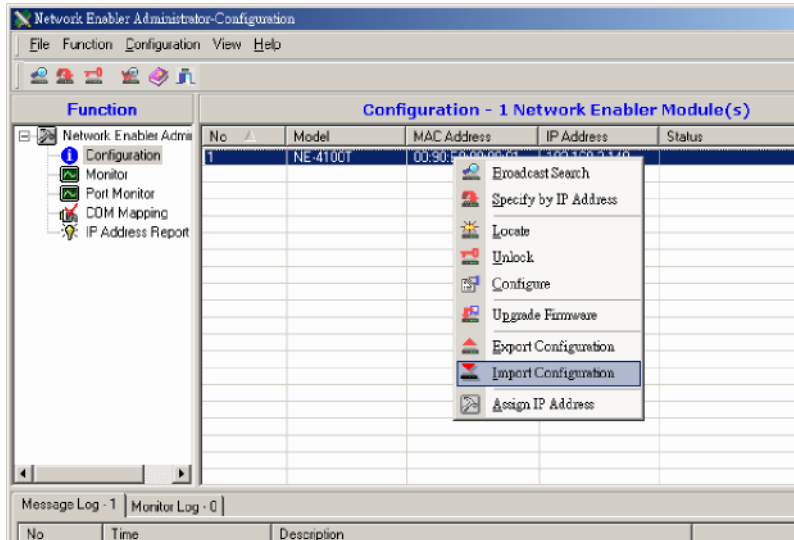 Network Enabler Administrator-Configuration
File Function Configuration View Help
Function
Configuration - 1 Network Enabler Module(s)
Network Enabler Admi
Configuration
Monitor
Port Monitor
COM Mapping
IP Address Report
No Model MAC Address IP Address Status
1 NE-4100T
Broadcast Search
Specify by IP Address
Locate
Unlock
Configure
Upgrade Firmware
Export Configuration
Import Configuration
Assign IP Address
Message Log - 1 Monitor Log - 0
No Time Description